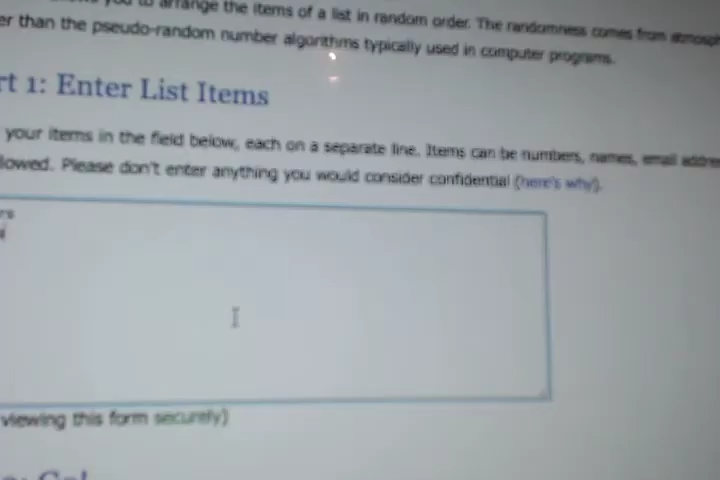 you to arrange the items of a list in random order. The randomness comes from
than the pseudo-random number algorithms typically used in computer programs.
1: Enter List Items
your items in the field below, each on a separate line. Items can be numbers, names, email
Please don't enter anything you would consider confidential (here's why).
viewing this form securely)